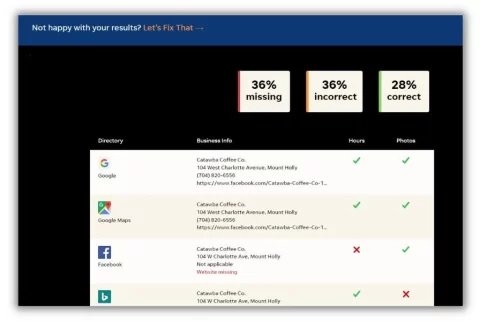 Not happy with your results? Let's Fix That →
36% missing
36% incorrect
28% correct
Directory Business Info Hours Photos
Google
Catawba Coffee Co.
104 West Charlotte Avenue, Mount Holly
(704) 820-6556
https://www.facebook.com/Catawba-Coffee-Co-1...
Google Maps
Catawba Coffee Co.
104 West Charlotte Avenue, Mount Holly
(704) 820-6556
https://www.facebook.com/Catawba-Coffee-Co-1...
Facebook
Catawba Coffee Co.
104 W Charlotte Ave, Mount Holly
Not applicable
Website missing
Catawba Coffee Co.
104 W Charlotte Ave, Mount Holly